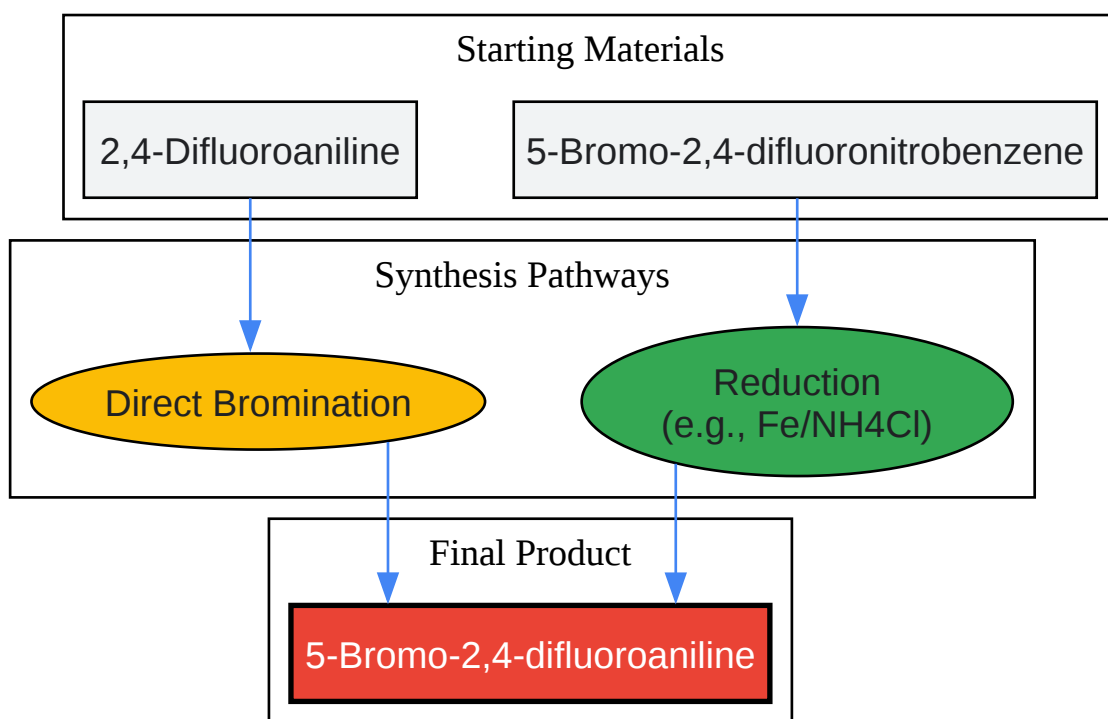 Starting Materials
2,4-Difluoroaniline
5-Bromo-2,4-difluoronitrobenzene
Synthesis Pathways
Direct Bromination
Reduction
(e.g., Fe/NH4Cl)
Final Product
5-Bromo-2,4-difluoroaniline